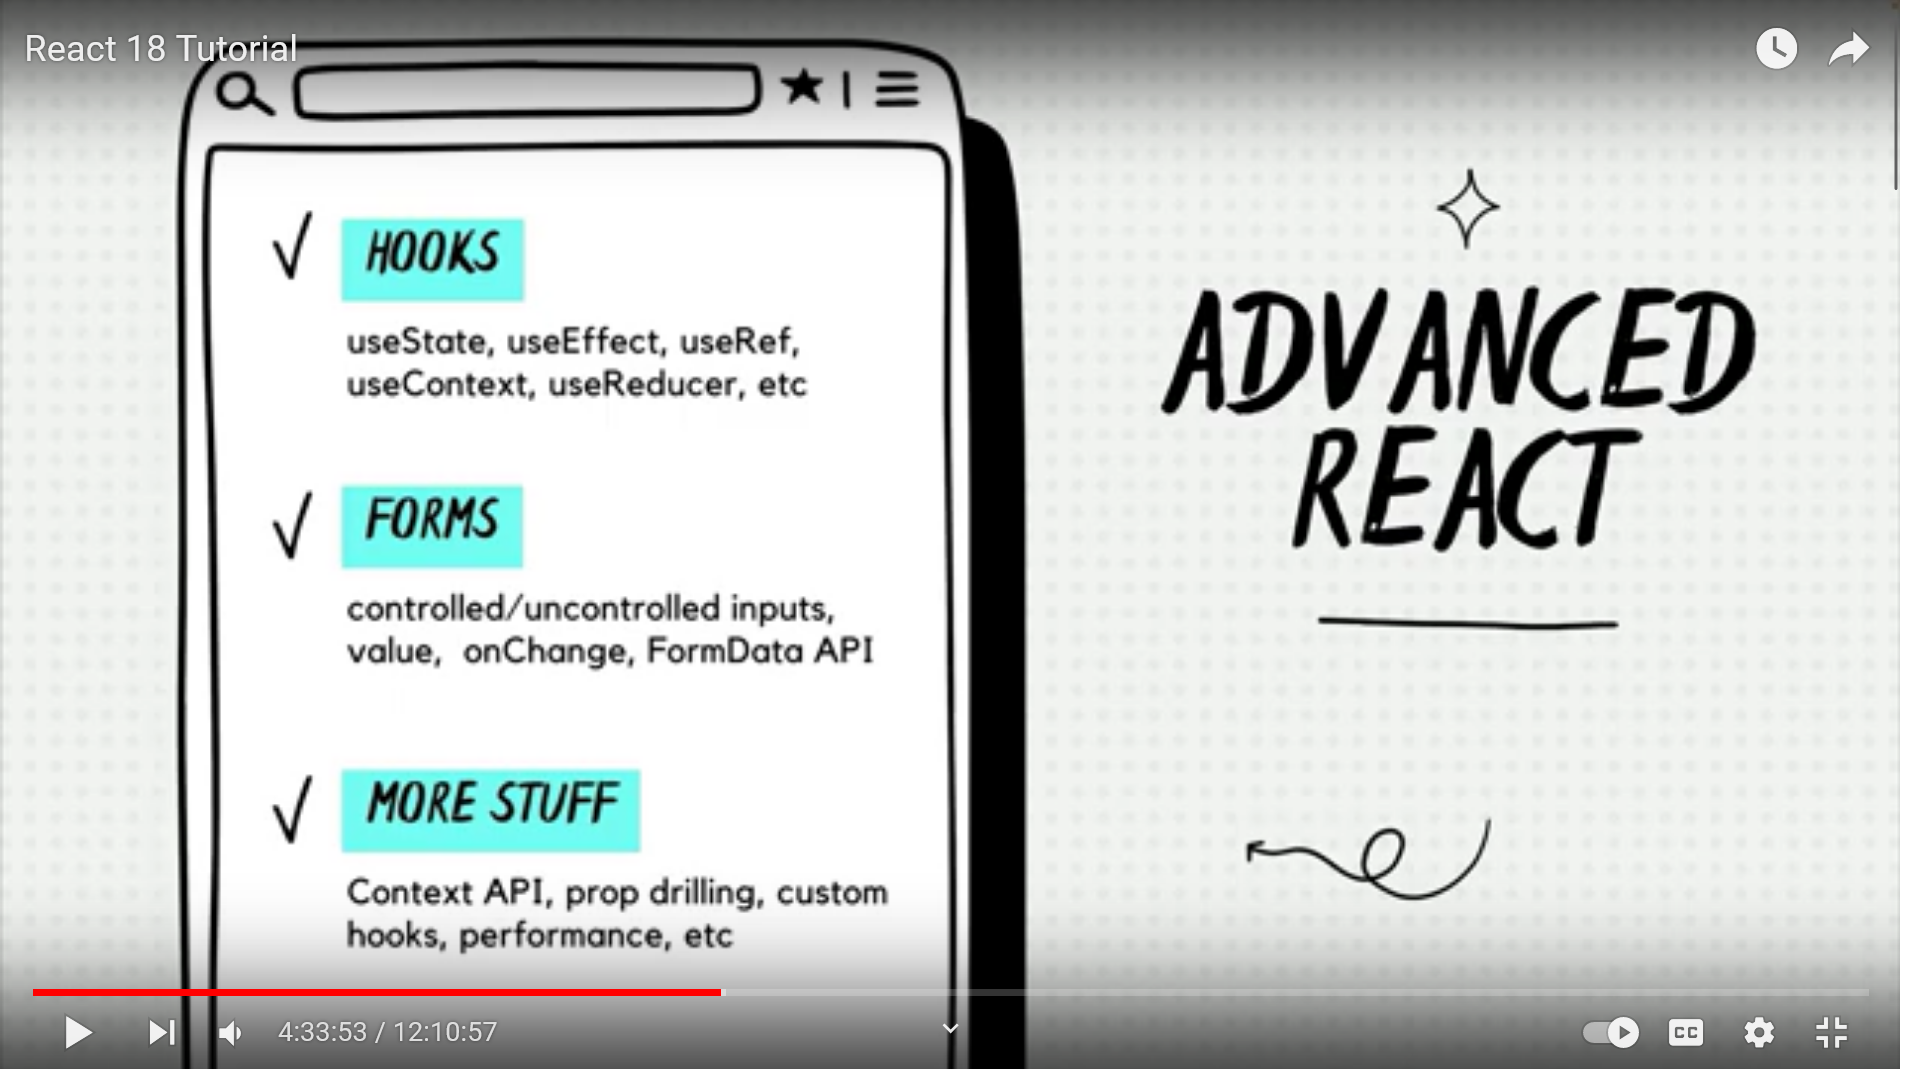 React 18 Tutorial
HOOKS
useState, useEffect, useRef,
useContext, useReducer, etc
FORMS
controlled/uncontrolled inputs,
value, onChange, FormData API
MORE STUFF
Context API, prop drilling, custom
hooks, performance, etc
ADVANCED
REACT
4:33:53 / 12:10:57
CC